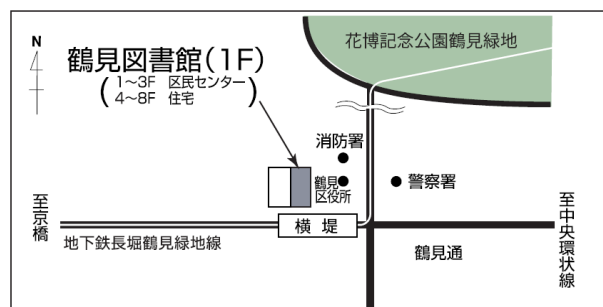 花博記念公園鶴見緑地
N
鶴見図書館(1F)
(1～3F 区民センター
4～8F 住宅)
消防署
鶴見
区役所
警察署
至京橋
横堤
至中央環状線
地下鉄長堀鶴見緑地線
鶴見通